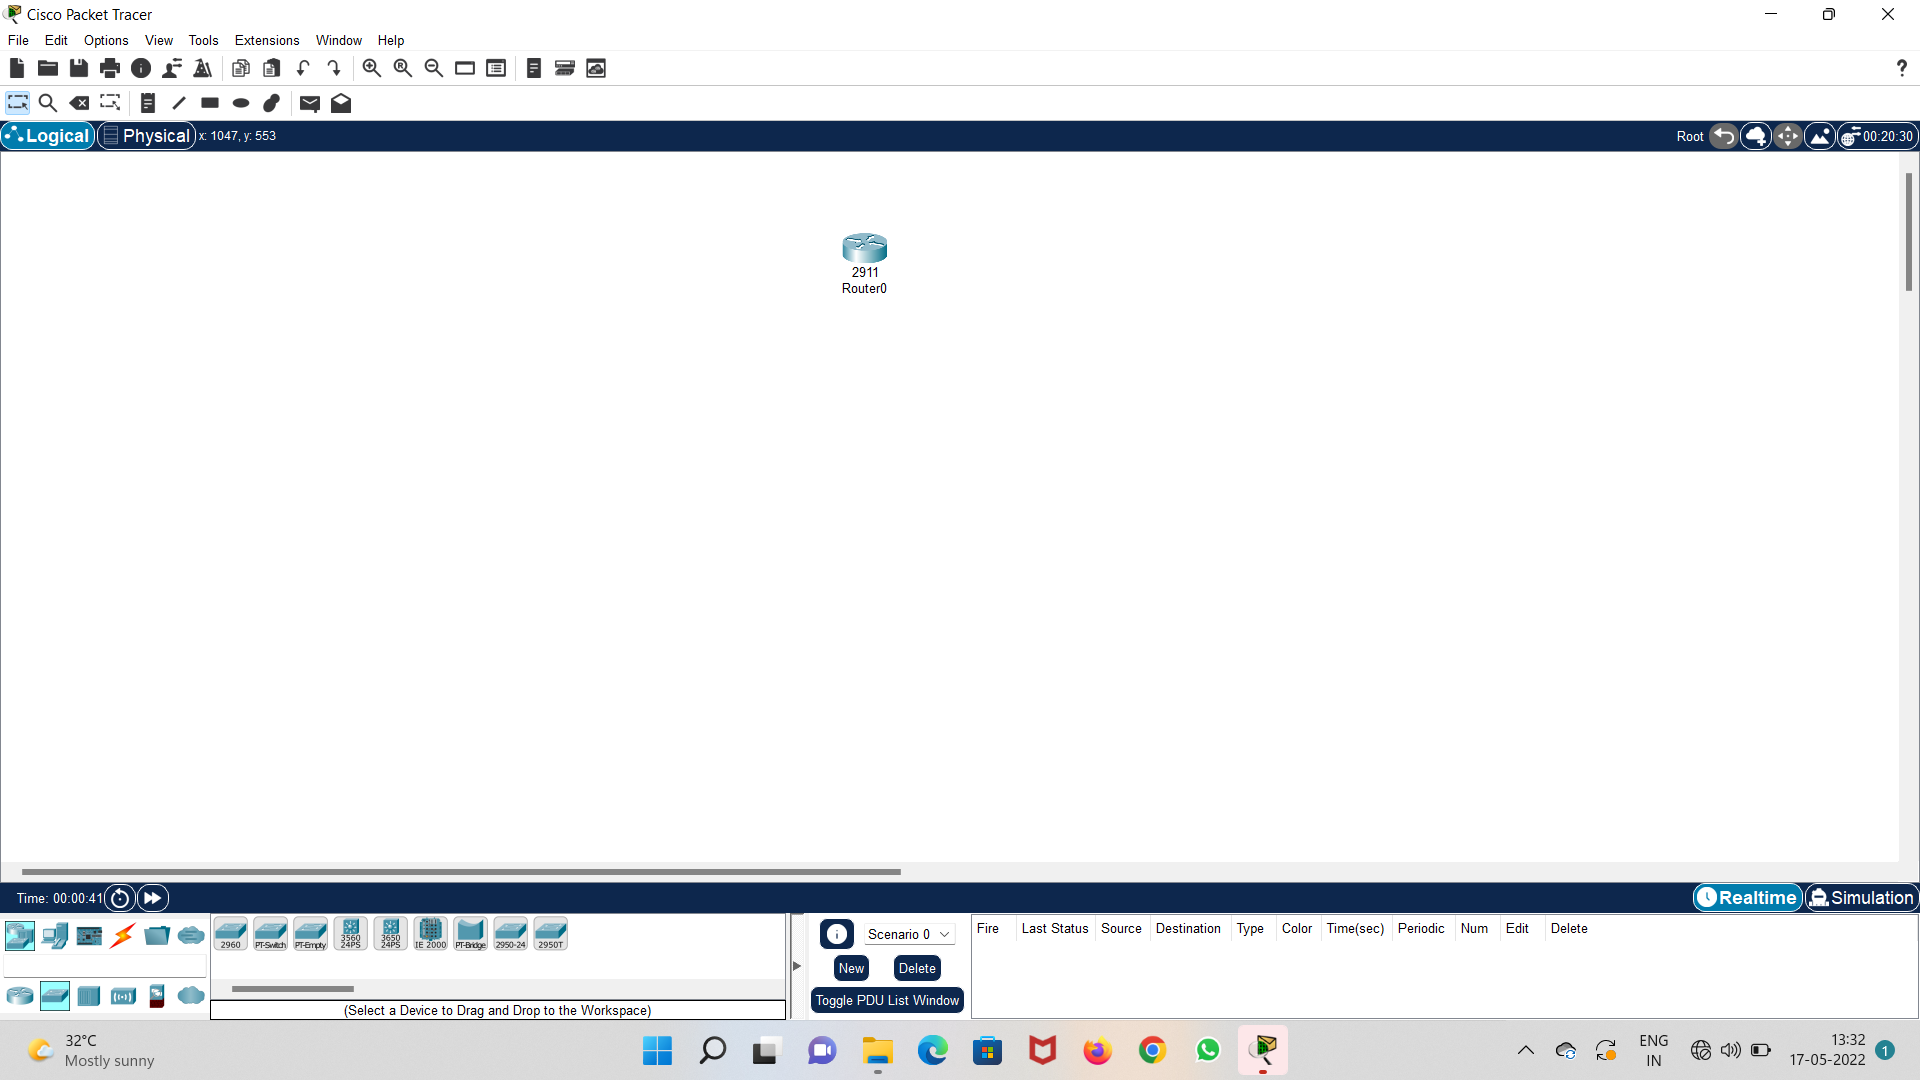 Cisco Packet Tracer
File Edit Options View Tools Extensions Window Help
Logical Physical x: 1047, y: 553 Root 00:20:30
2911
Router0
Time: 00:00:41 Realtime Simulation
2960 PT-Switch PT-Empty 3560 24PS 3650 24PS IE 2000 PT-Bridge 2950-24 2950T
(Select a Device to Drag and Drop to the Workspace)
Scenario 0
New Delete
Toggle PDU List Window
Fire Last Status Source Destination Type Color Time(sec) Periodic Num Edit Delete
32°C
Mostly sunny
ENG
IN
13:32
17-05-2022
1